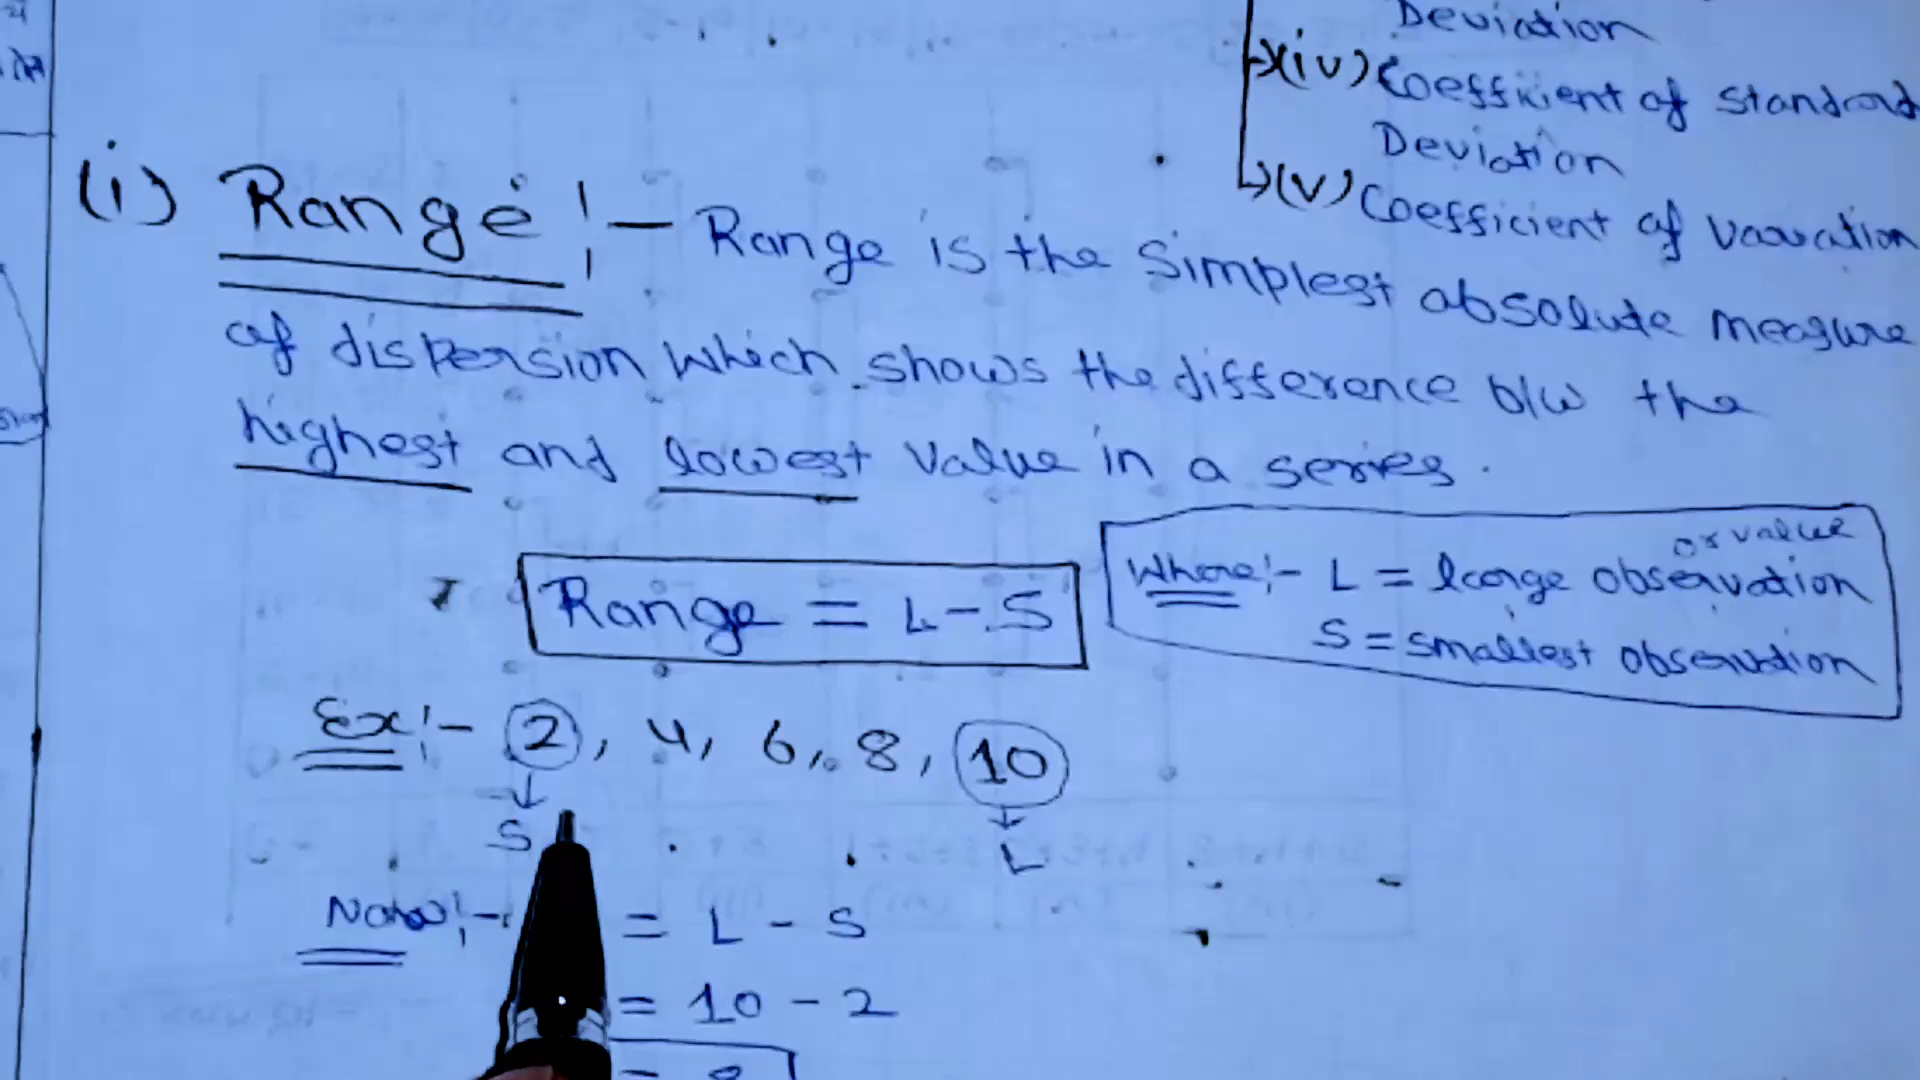 Deviation
(iv) Coefficient of Standard
Deviation
(v) Coefficient of Variation
(i) Range :- Range is the simplest absolute measure
of dispersion which shows the difference b/w the
highest and lowest value in a series.
Range = L - S
or value
Where:- L = large observation
S = smallest observation
Ex:- 2, 4, 6, 8, 10
S L
Now:- = L - S
= 10 - 2
= 8